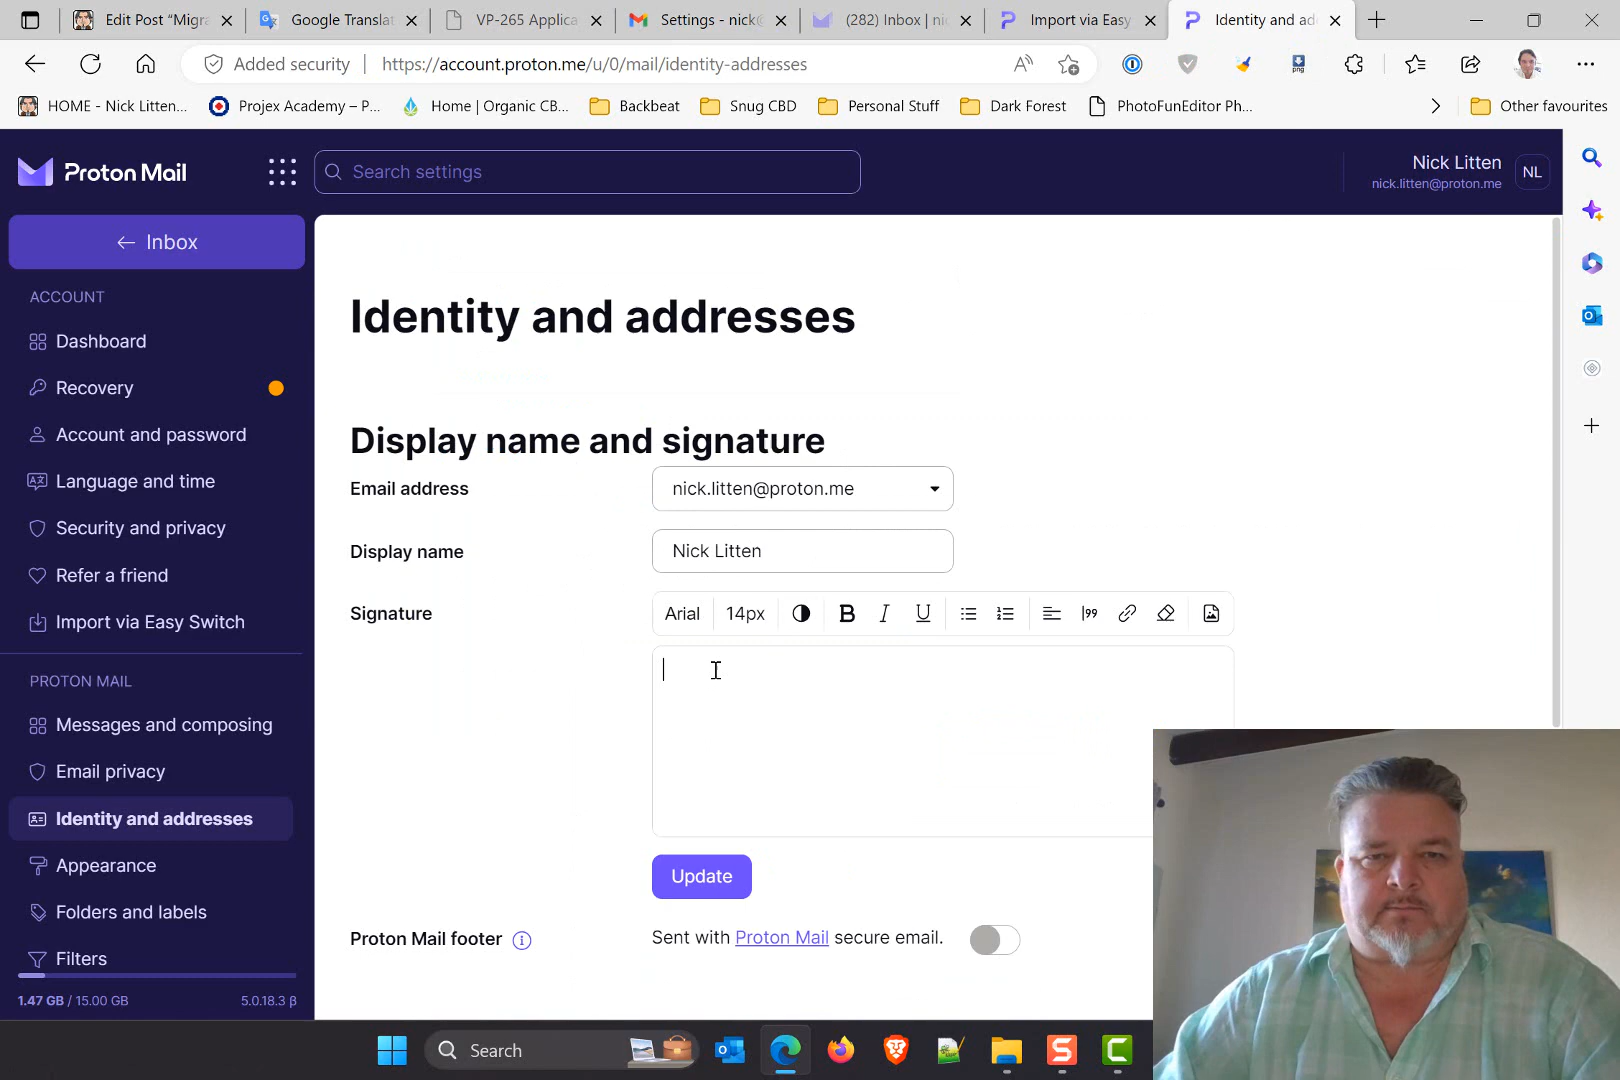 Edit Post “Migra
Google Translat
VP-265 Applica
Settings - nick@
(282) Inbox | nic
Import via Easy
Identity and ad
Added security
https://account.proton.me/u/0/mail/identity-addresses
HOME - Nick Litten...
Projex Academy – P...
Home | Organic CB...
Backbeat
Snug CBD
Personal Stuff
Dark Forest
PhotoFunEditor Ph...
Other favourites
Proton Mail
Search settings
Nick Litten
nick.litten@proton.me
NL
Inbox
ACCOUNT
Dashboard
Recovery
Account and password
Language and time
Security and privacy
Refer a friend
Import via Easy Switch
PROTON MAIL
Messages and composing
Email privacy
Identity and addresses
Appearance
Folders and labels
Filters
1.47 GB / 15.00 GB
5.0.18.3 β
Identity and addresses
Display name and signature
Email address
nick.litten@proton.me
Display name
Nick Litten
Signature
Arial
14px
B I U
Update
Proton Mail footer
Sent with Proton Mail secure email.
Search